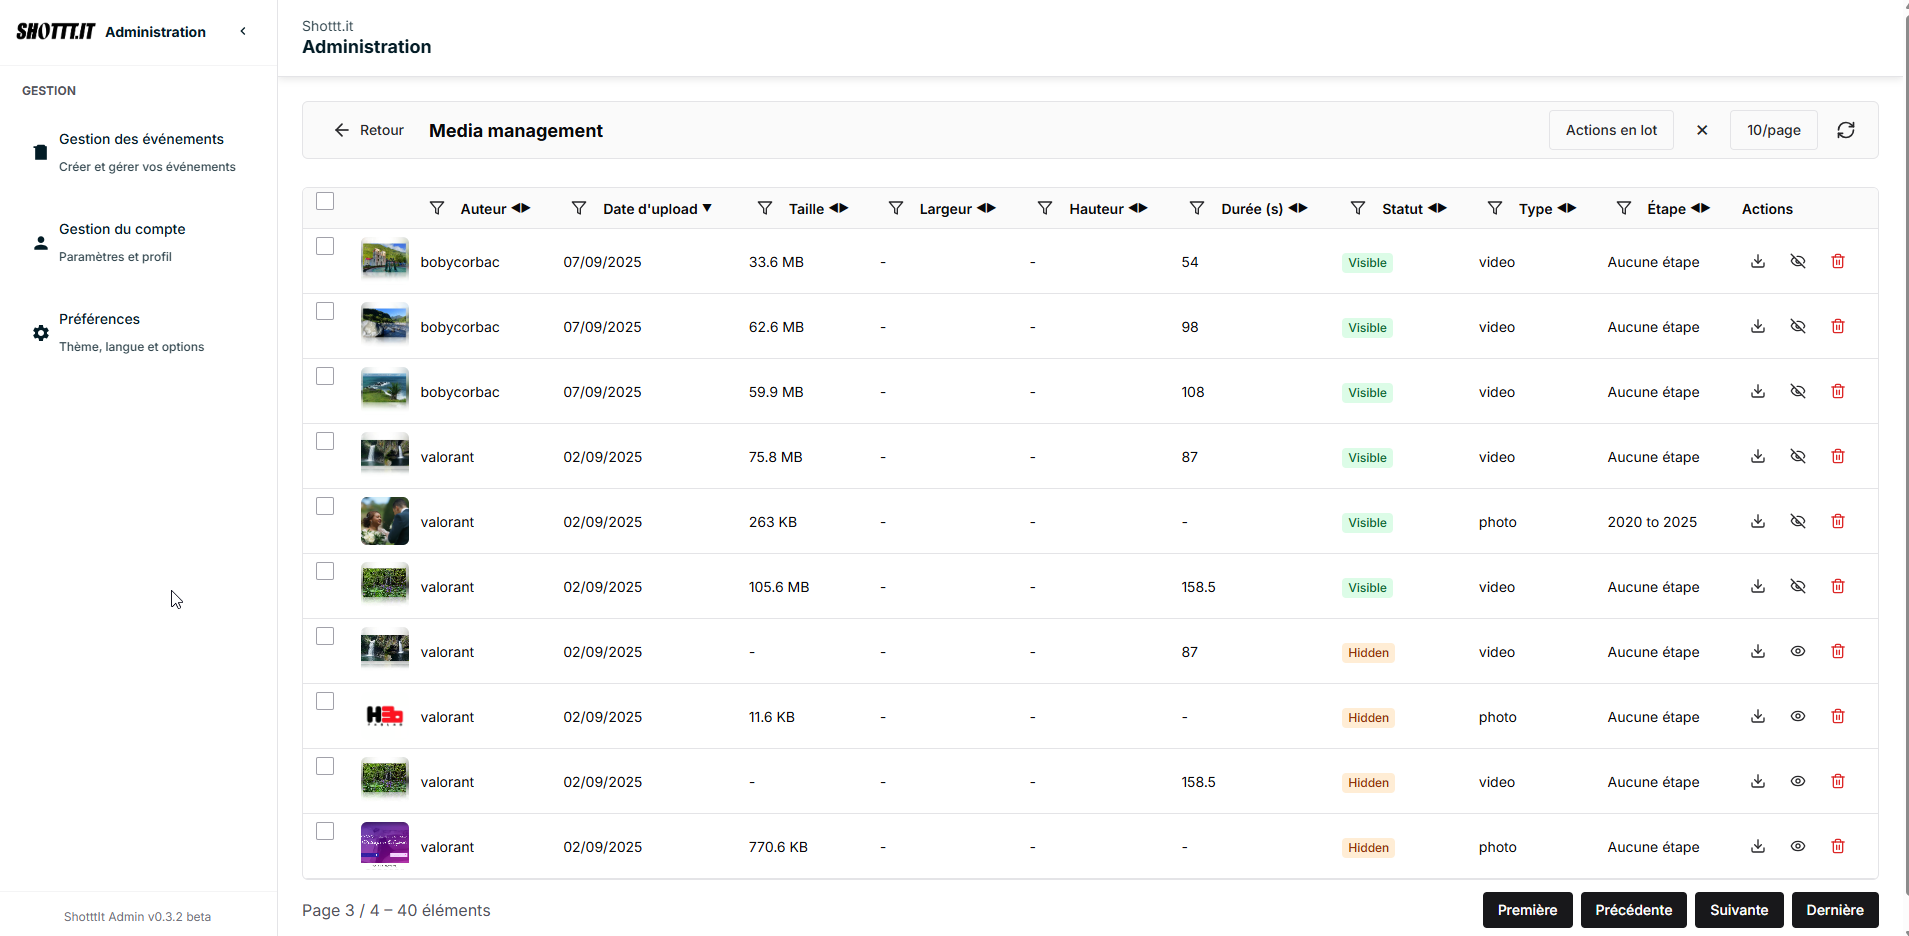 SHOTTT.IT Administration
GESTION
Gestion des événements
Créer et gérer vos événements
Gestion du compte
Paramètres et profil
Préférences
Thème, langue et options
ShotttIt Admin v0.3.2 beta
Shottt.it
Administration
Retour Media management Actions en lot 10/page
Auteur Date d'upload Taille Largeur Hauteur Durée (s) Statut Type Étape Actions
bobycorbac 07/09/2025 33.6 MB - - 54 Visible video Aucune étape
bobycorbac 07/09/2025 62.6 MB - - 98 Visible video Aucune étape
bobycorbac 07/09/2025 59.9 MB - - 108 Visible video Aucune étape
valorant 02/09/2025 75.8 MB - - 87 Visible video Aucune étape
valorant 02/09/2025 263 KB - - - Visible photo 2020 to 2025
valorant 02/09/2025 105.6 MB - - 158.5 Visible video Aucune étape
valorant 02/09/2025 - - - 87 Hidden video Aucune étape
valorant 02/09/2025 11.6 KB - - - Hidden photo Aucune étape
valorant 02/09/2025 - - - 158.5 Hidden video Aucune étape
valorant 02/09/2025 770.6 KB - - - Hidden photo Aucune étape
Page 3 / 4 – 40 éléments
Première Précédente Suivante Dernière